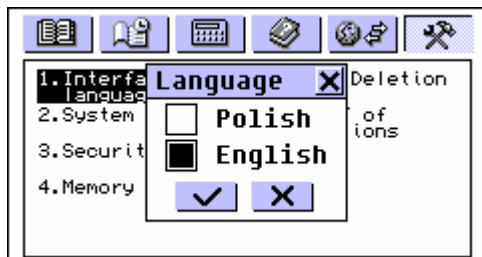 1.Interfa
languag
Deletion
2.System
of
ions
3.Securit
4.Memory
Language
Polish
English